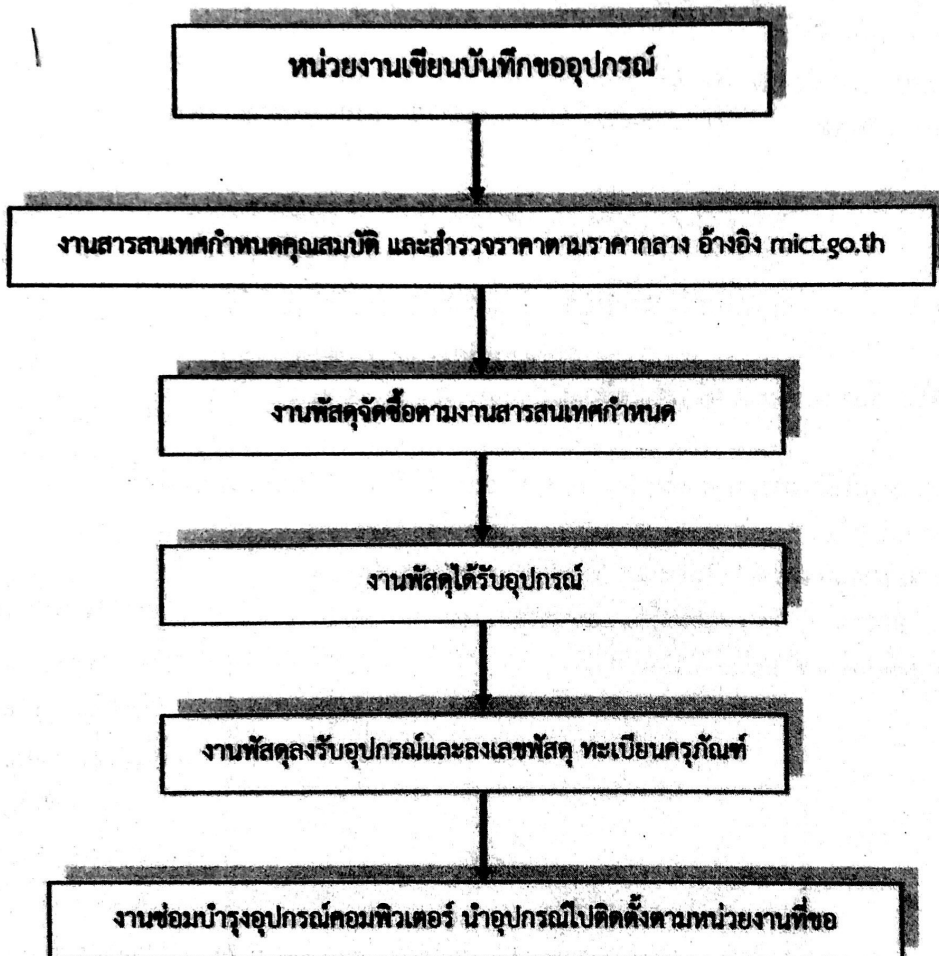 หน่วยงานเขียนบันทึกขออุปกรณ์
งานสารสนเทศกำหนดคุณสมบัติ และสำรวจราคาตามราคากลาง อ้างอิง mict.go.th
งานพัสดุจัดซื้อตามงานสารสนเทศกำหนด
งานพัสดุได้รับอุปกรณ์
งานพัสดุลงรับอุปกรณ์และลงเลขพัสดุ ทะเบียนครุภัณฑ์
งานซ่อมบำรุงอุปกรณ์คอมพิวเตอร์ นำอุปกรณ์ไปติดตั้งตามหน่วยงานที่ขอ